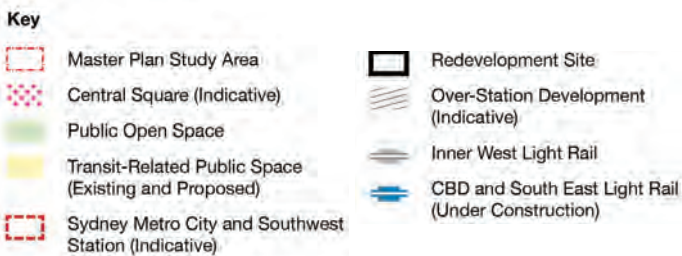 Key
Master Plan Study Area
Central Square (Indicative)
Public Open Space
Transit-Related Public Space
(Existing and Proposed)
Sydney Metro City and Southwest
Station (Indicative)
Redevelopment Site
Over-Station Development
(Indicative)
Inner West Light Rail
CBD and South East Light Rail
(Under Construction)